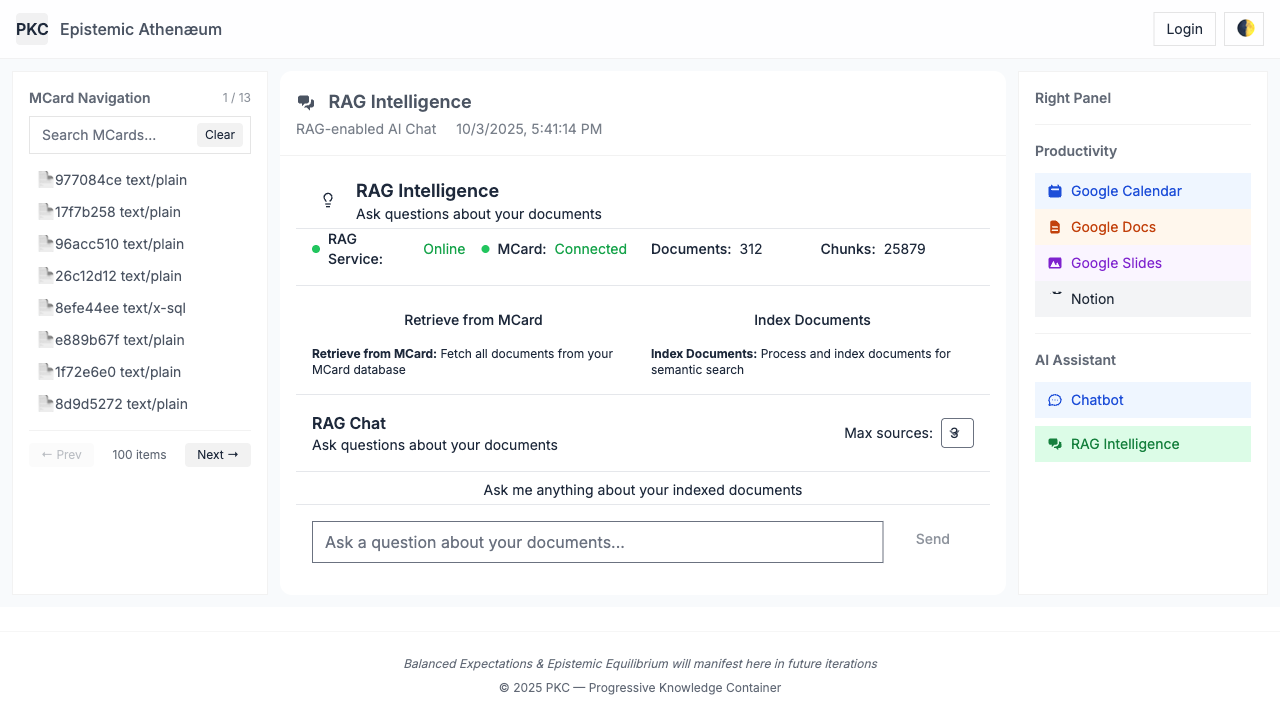 PKC Epistemic Athenæum
Login
MCard Navigation 1 / 13
Search MCards... Clear
977084ce text/plain
17f7b258 text/plain
96acc510 text/plain
26c12d12 text/plain
8efe44ee text/x-sql
e889b67f text/plain
1f72e6e0 text/plain
8d9d5272 text/plain
← Prev 100 items Next →
RAG Intelligence
RAG-enabled AI Chat 10/3/2025, 5:41:14 PM
RAG Intelligence
Ask questions about your documents
RAG
Service: Online MCard: Connected Documents: 312 Chunks: 25879
Retrieve from MCard Index Documents
Retrieve from MCard: Fetch all documents from your
MCard database
Index Documents: Process and index documents for
semantic search
RAG Chat
Ask questions about your documents
Max sources:
Ask me anything about your indexed documents
Ask a question about your documents... Send
Right Panel
Productivity
Google Calendar
Google Docs
Google Slides
Notion
AI Assistant
Chatbot
RAG Intelligence
Balanced Expectations & Epistemic Equilibrium will manifest here in future iterations
© 2025 PKC — Progressive Knowledge Container